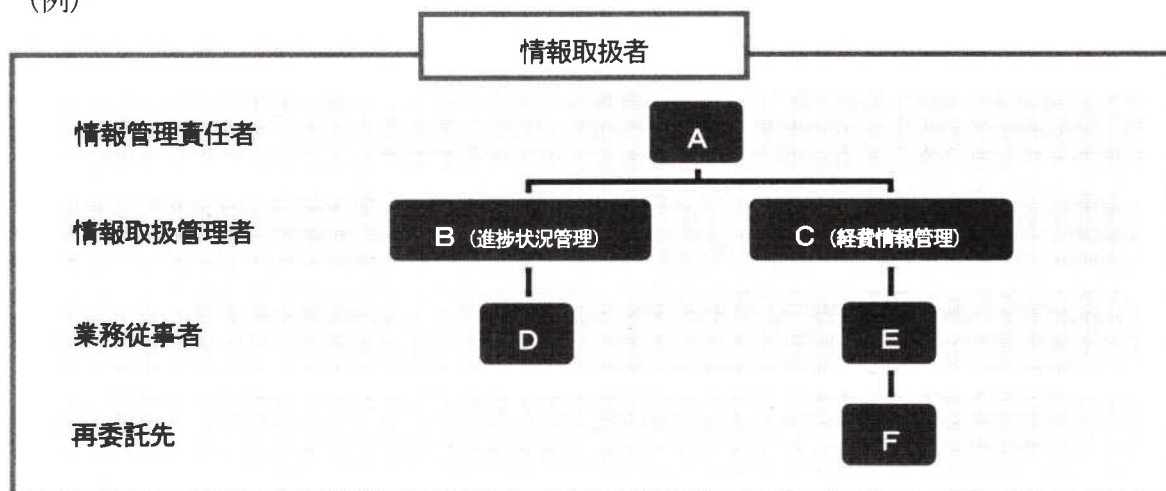 (例)
情報取扱者
情報管理責任者
A
情報取扱管理者
B（進捗状況管理）
C（経費情報管理）
業務従事者
D
E
再委託先
F